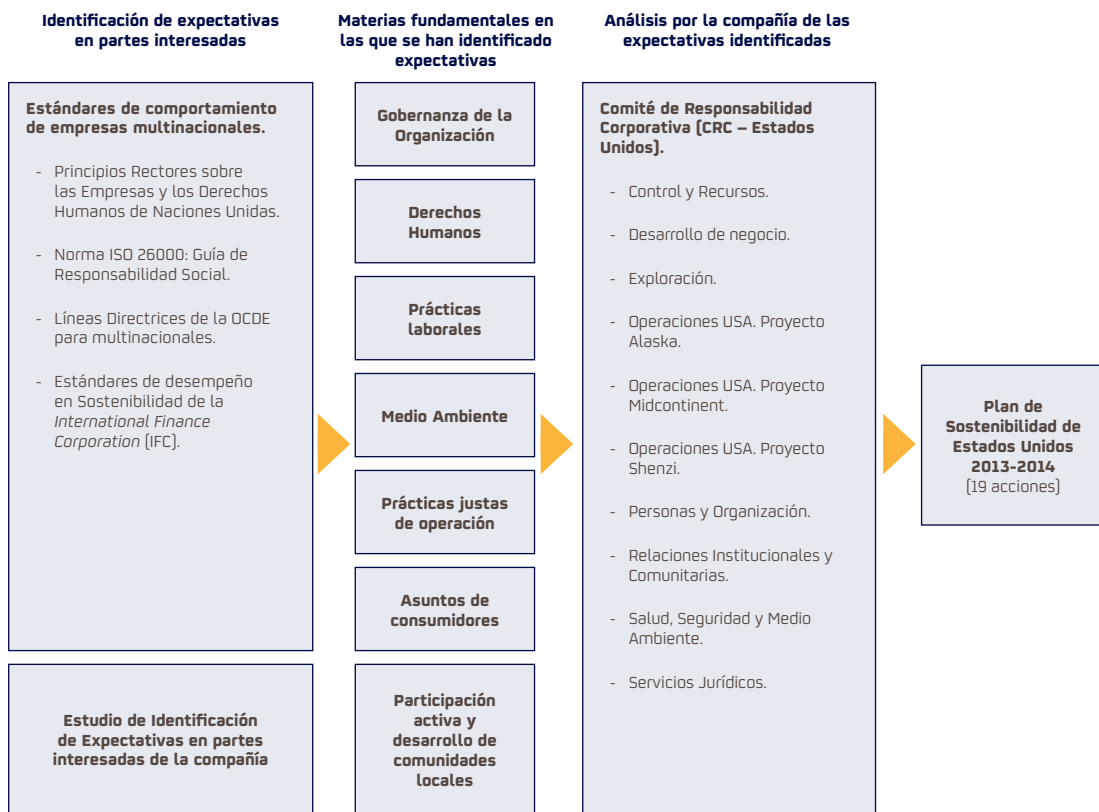 Identificación de expectativas
en partes interesadas
Estándares de comportamiento
de empresas multinacionales.
- Principios Rectores sobre
las Empresas y los Derechos
Humanos de Naciones Unidas.
- Norma ISO 26000: Guía de
Responsabilidad Social.
- Líneas Directrices de la OCDE
para multinacionales.
- Estándares de desempeño
en Sostenibilidad de la
International Finance
Corporation (IFC).
Estudio de Identificación
de Expectativas en partes
interesadas de la compañía
Materias fundamentales en
las que se han identificado
expectativas
Gobernanza de la
Organización
Derechos
Humanos
Prácticas
laborales
Medio Ambiente
Prácticas justas
de operación
Asuntos de
consumidores
Participación
activa y
desarrollo de
comunidades
locales
Análisis por la compañía de las
expectativas identificadas
Comité de Responsabilidad
Corporativa (CRC – Estados
Unidos).
- Control y Recursos.
- Desarrollo de negocio.
- Exploración.
- Operaciones USA. Proyecto
Alaska.
- Operaciones USA. Proyecto
Midcontinent.
- Operaciones USA. Proyecto
Shenzi.
- Personas y Organización.
- Relaciones Institucionales y
Comunitarias.
- Salud, Seguridad y Medio
Ambiente.
- Servicios Jurídicos.
Plan de
Sostenibilidad de
Estados Unidos
2013-2014
(19 acciones)